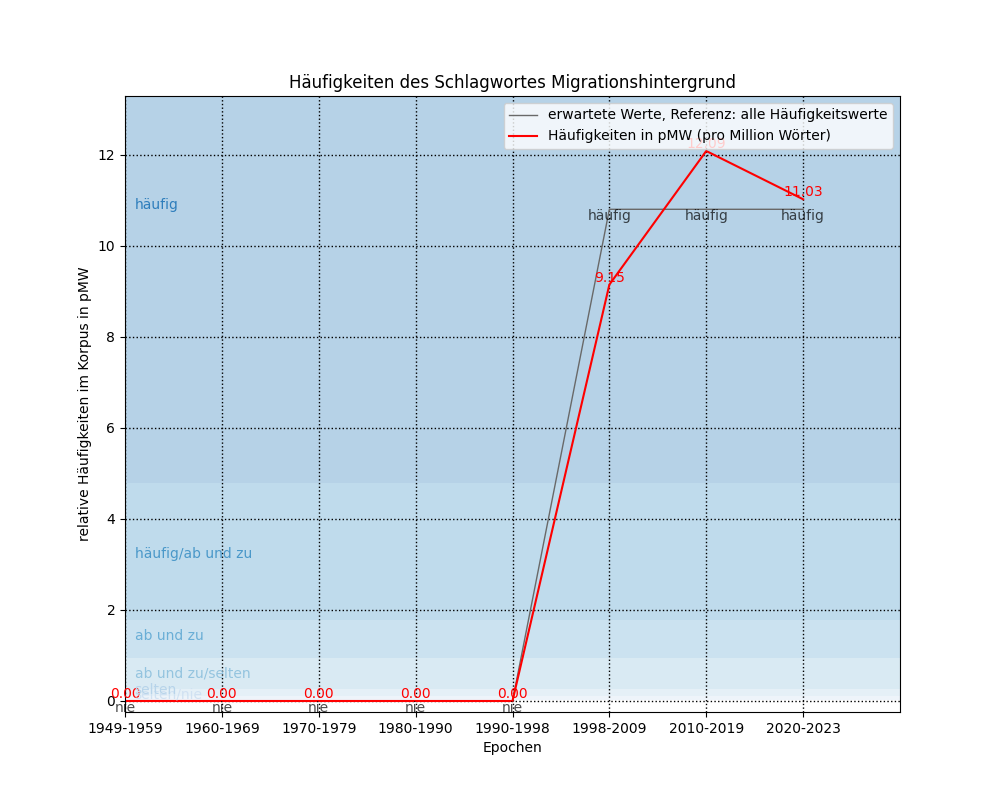 Häufigkeiten des Schlagwortes Migrationshintergrund
erwartete Werte, Referenz: alle Häufigkeitswerte
Häufigkeiten in pMW (pro Million Wörter)
12
10
8
6
4
2
0
relative Häufigkeiten im Korpus in pMW
häufig
häufig/ab und zu
ab und zu
ab und zu/selten
selten
selten/nie
11.03
häufig häufig häufig
9.15
0.00 0.00 0.00 0.00 0.00
nie nie nie nie nie
1949-1959 1960-1969 1970-1979 1980-1990 1990-1998 1998-2009 2010-2019 2020-2023
Epochen